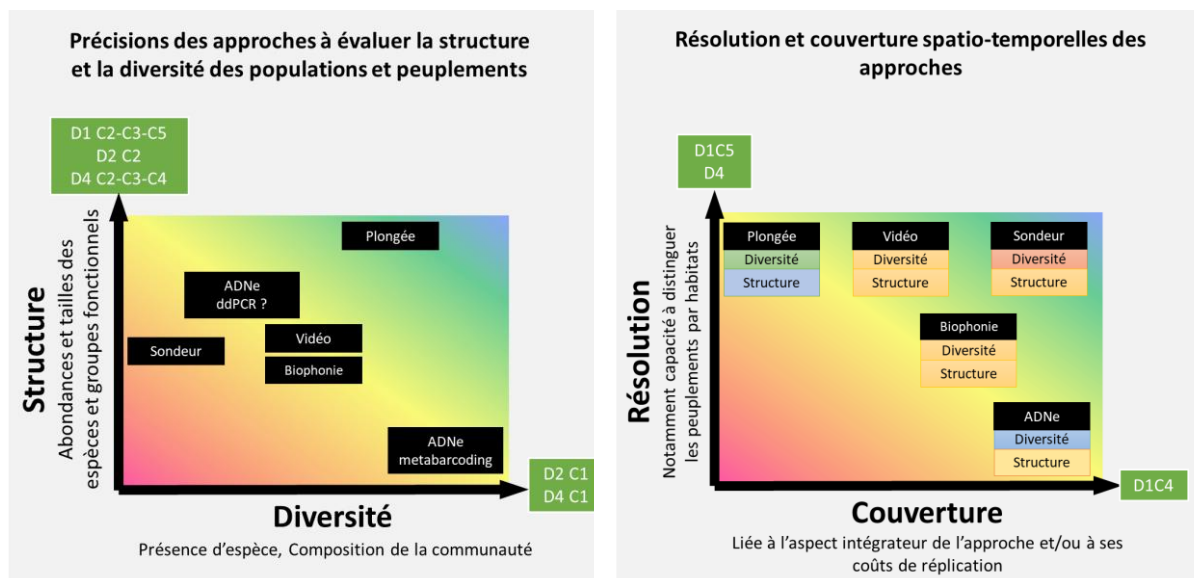 Précisions des approches à évaluer la structure
et la diversité des populations et peuplements
D1 C2-C3-C5
D2 C2
D4 C2-C3-C4
Structure
Abondances et tailles des
espèces et groupes fonctionnels
Plongée
ADNe
ddPCR ?
Sondeur
Vidéo
Biophonie
ADNe
metabarcoding
D2 C1
D4 C1
Diversité
Présence d'espèce, Composition de la communauté
Résolution et couverture spatio-temporelles des
approches
D1C5
D4
Résolution
Notamment capacité à distinguer
les peuplements par habitats
Plongée
Diversité
Structure
Vidéo
Diversité
Structure
Sondeur
Diversité
Structure
Biophonie
Diversité
Structure
ADNe
Diversité
Structure
D1C4
Couverture
Liée à l'aspect intégrateur de l'approche et/ou à ses
coûts de réplication